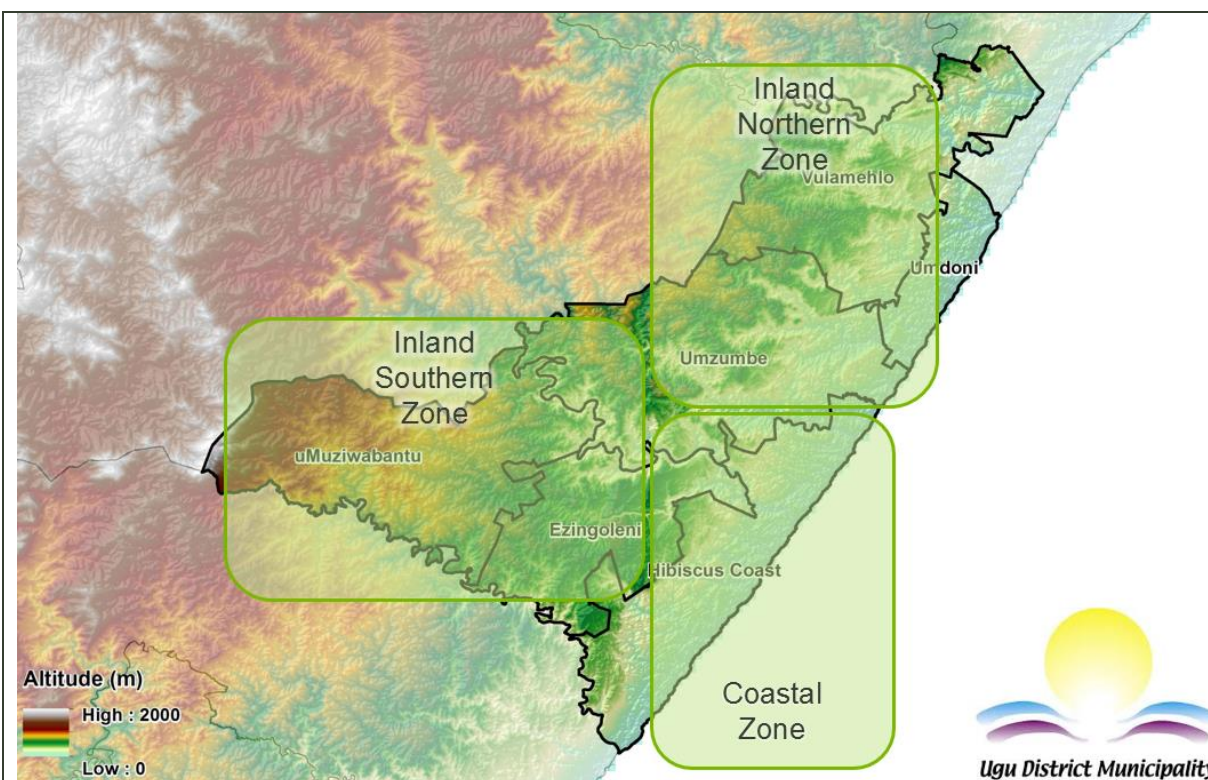 Inland
Northern
Zone
Vulamehlo
Umdoni
Inland
Southern
Zone
Umzumbe
uMuziwabantu
Ezingoleni
Hibiscus Coast
Altitude (m)
High : 2000
Low : 0
Coastal
Zone
Ugu District Municipality